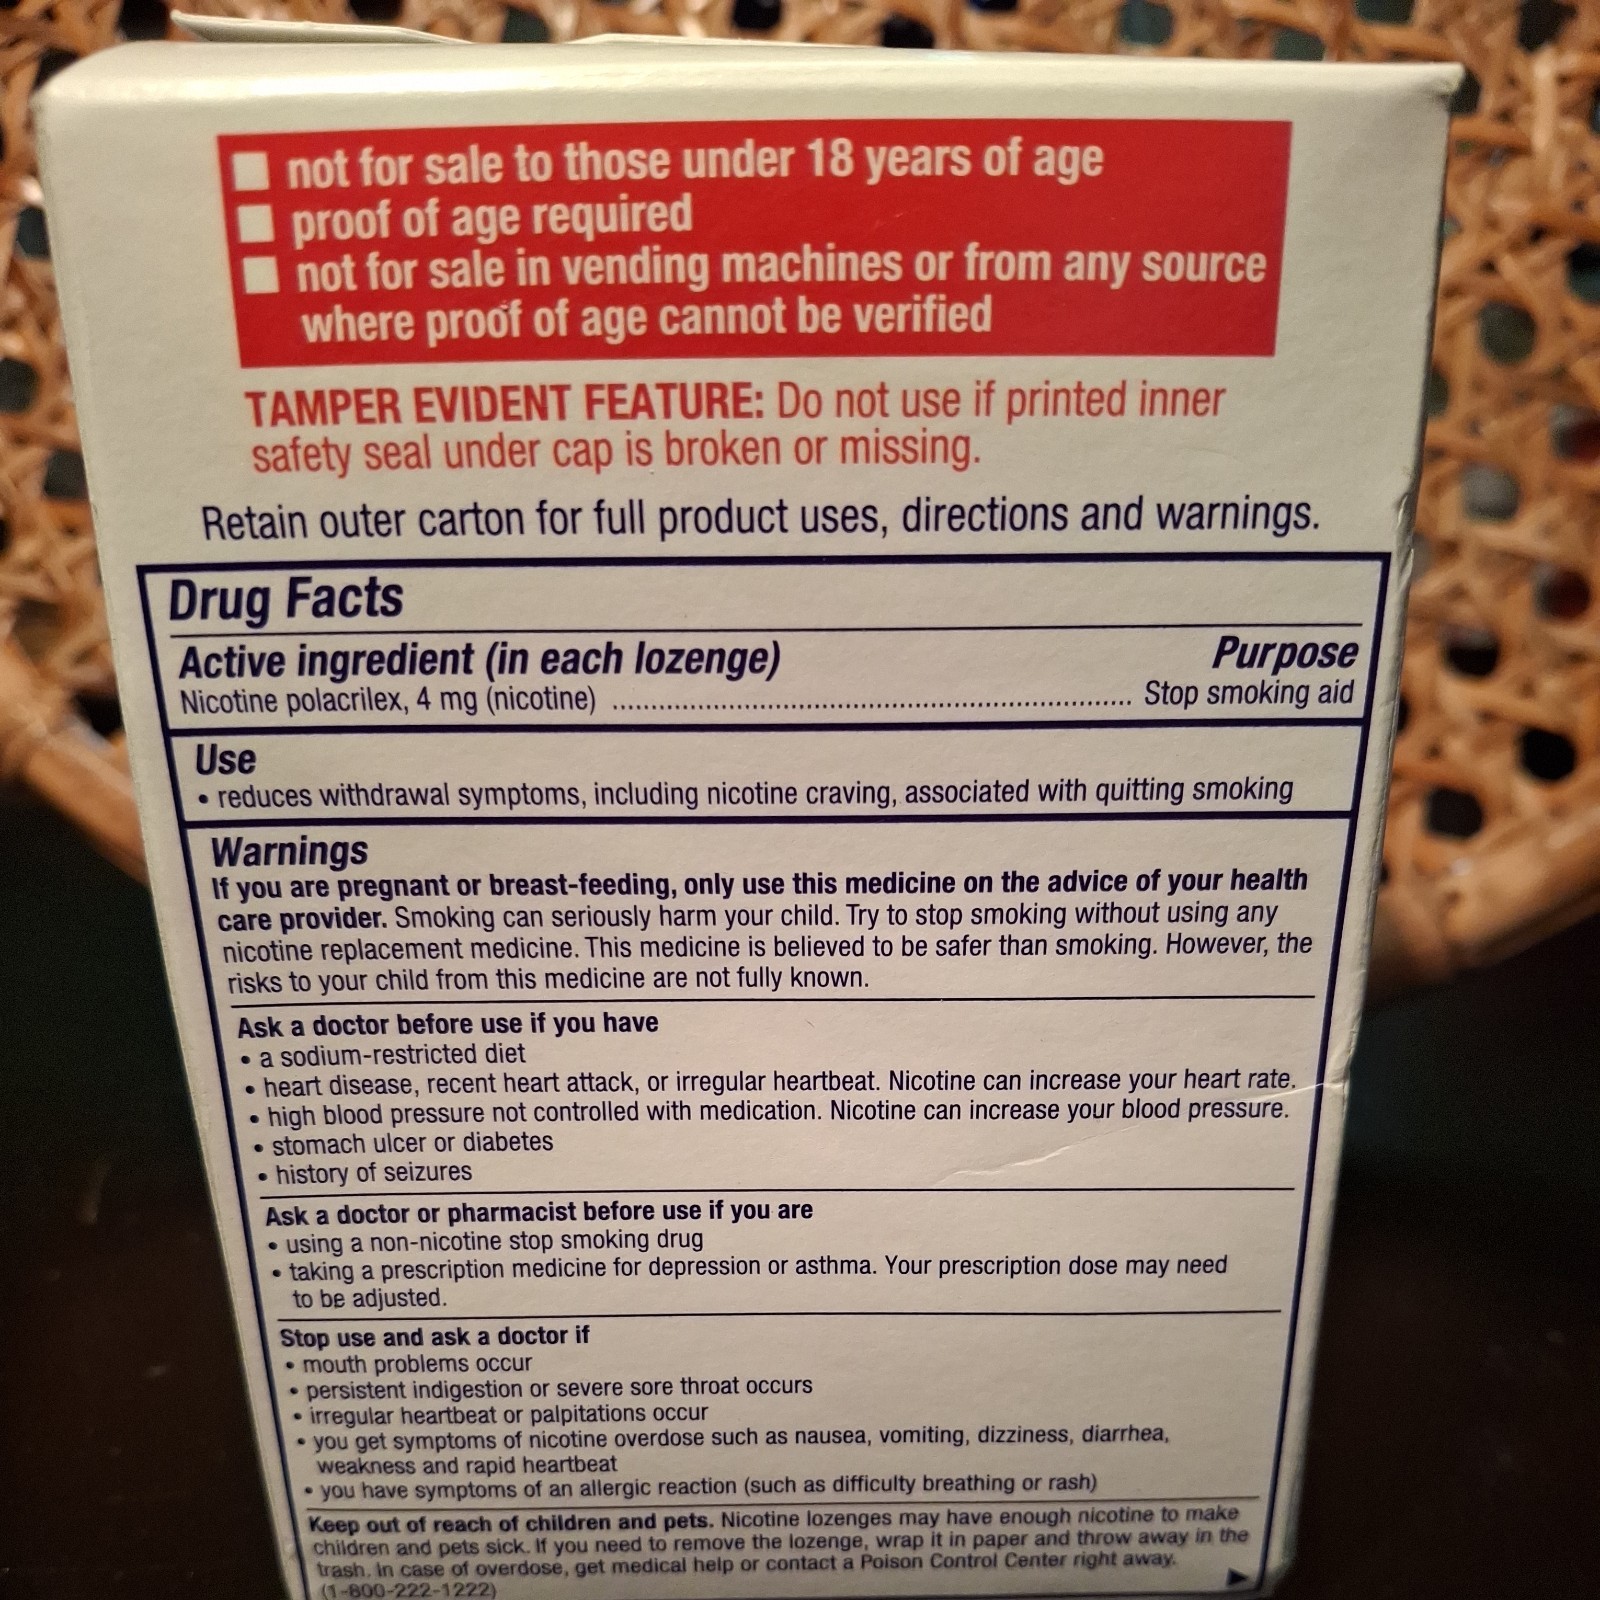 not for sale to those under 18 years of age
proof of age required
not for sale in vending machines or from any source
where proof of age cannot be verified
TAMPER EVIDENT FEATURE: Do not use if printed inner
safety seal under cap is broken or missing.
Retain outer carton for full product uses, directions and warnings.
Drug Facts
Active ingredient (in each lozenge) Purpose
Nicotine polacrilex, 4 mg (nicotine) ........................................................................ Stop smoking aid
Use
• reduces withdrawal symptoms, including nicotine craving, associated with quitting smoking
Warnings
If you are pregnant or breast-feeding, only use this medicine on the advice of your health
care provider. Smoking can seriously harm your child. Try to stop smoking without using any
nicotine replacement medicine. This medicine is believed to be safer than smoking. However, the
risks to your child from this medicine are not fully known.
Ask a doctor before use if you have
• a sodium-restricted diet
• heart disease, recent heart attack, or irregular heartbeat. Nicotine can increase your heart rate.
• high blood pressure not controlled with medication. Nicotine can increase your blood pressure.
• stomach ulcer or diabetes
• history of seizures
Ask a doctor or pharmacist before use if you are
• using a non-nicotine stop smoking drug
• taking a prescription medicine for depression or asthma. Your prescription dose may need
to be adjusted.
Stop use and ask a doctor if
• mouth problems occur
• persistent indigestion or severe sore throat occurs
• irregular heartbeat or palpitations occur
• you get symptoms of nicotine overdose such as nausea, vomiting, dizziness, diarrhea,
weakness and rapid heartbeat
• you have symptoms of an allergic reaction (such as difficulty breathing or rash)
Keep out of reach of children and pets. Nicotine lozenges may have enough nicotine to make
children and pets sick. If you need to remove the lozenge, wrap it in paper and throw away in the
trash. In case of overdose, get medical help or contact a Poison Control Center right away.
(1-800-222-1222)